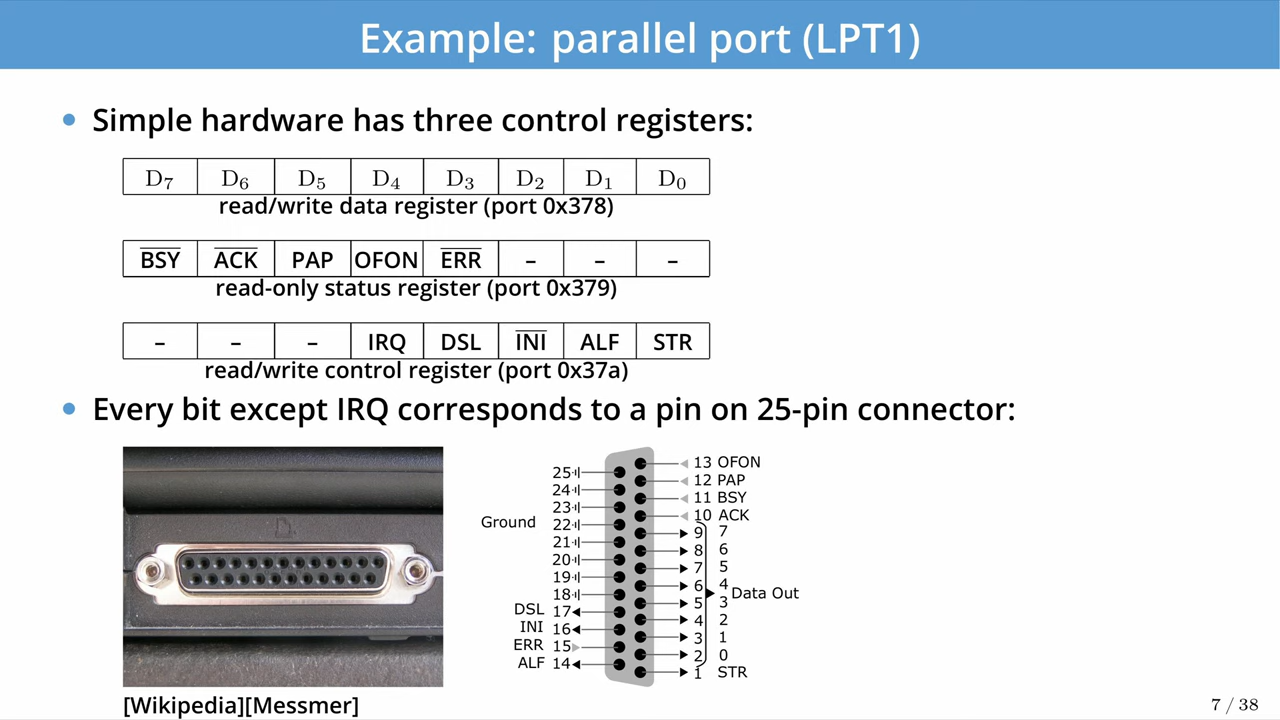 Example: parallel port (LPT1)
• Simple hardware has three control registers:
D₇ D₆ D₅ D₄ D₃ D₂ D₁ D₀
read/write data register (port 0x378)
B̅S̅Y̅ A̅C̅K̅ PAP OFON E̅R̅R̅ – – –
read-only status register (port 0x379)
– – – IRQ DSL I̅N̅I̅ ALF STR
read/write control register (port 0x37a)
• Every bit except IRQ corresponds to a pin on 25-pin connector:
Ground
25
24
23
22
21
20
19
18
DSL 17
INI 16
ERR 15
ALF 14
13 OFON
12 PAP
11 BSY
10 ACK
9 7
8 6
7 5
6 4
5 3
4 2
3 1
2 0
1 STR
Data Out
[Wikipedia][Messmer]
7 / 38